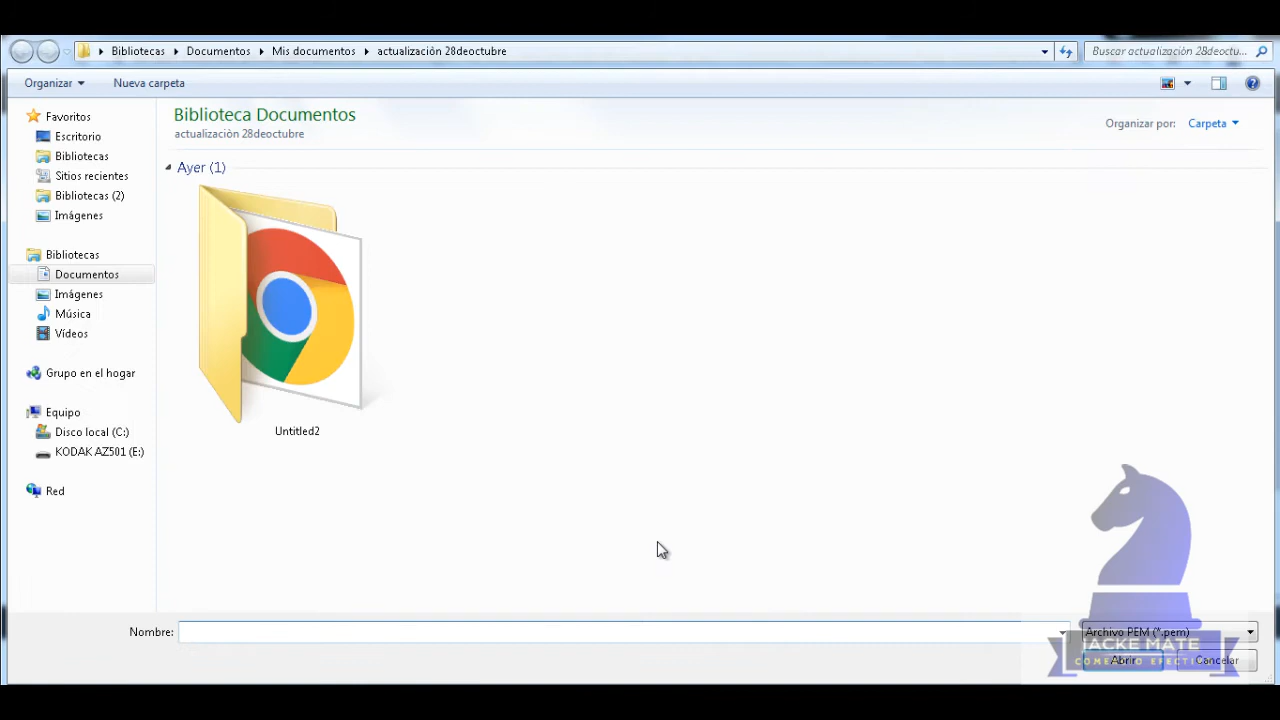 Bibliotecas Documentos Mis documentos actualización 28deoctubre
Buscar actualización 28deoctu...
Organizar Nueva carpeta
Biblioteca Documentos
actualización 28deoctubre
Organizar por: Carpeta
Ayer (1)
Favoritos
Escritorio
Bibliotecas
Sitios recientes
Bibliotecas (2)
Imágenes
Bibliotecas
Documentos
Imágenes
Música
Vídeos
Grupo en el hogar
Equipo
Disco local (C:)
KODAK AZ501 (E:)
Red
Untitled2
Nombre:
Archivo PEM (*.pem)
JACKE MATE
Abrir
Cancelar